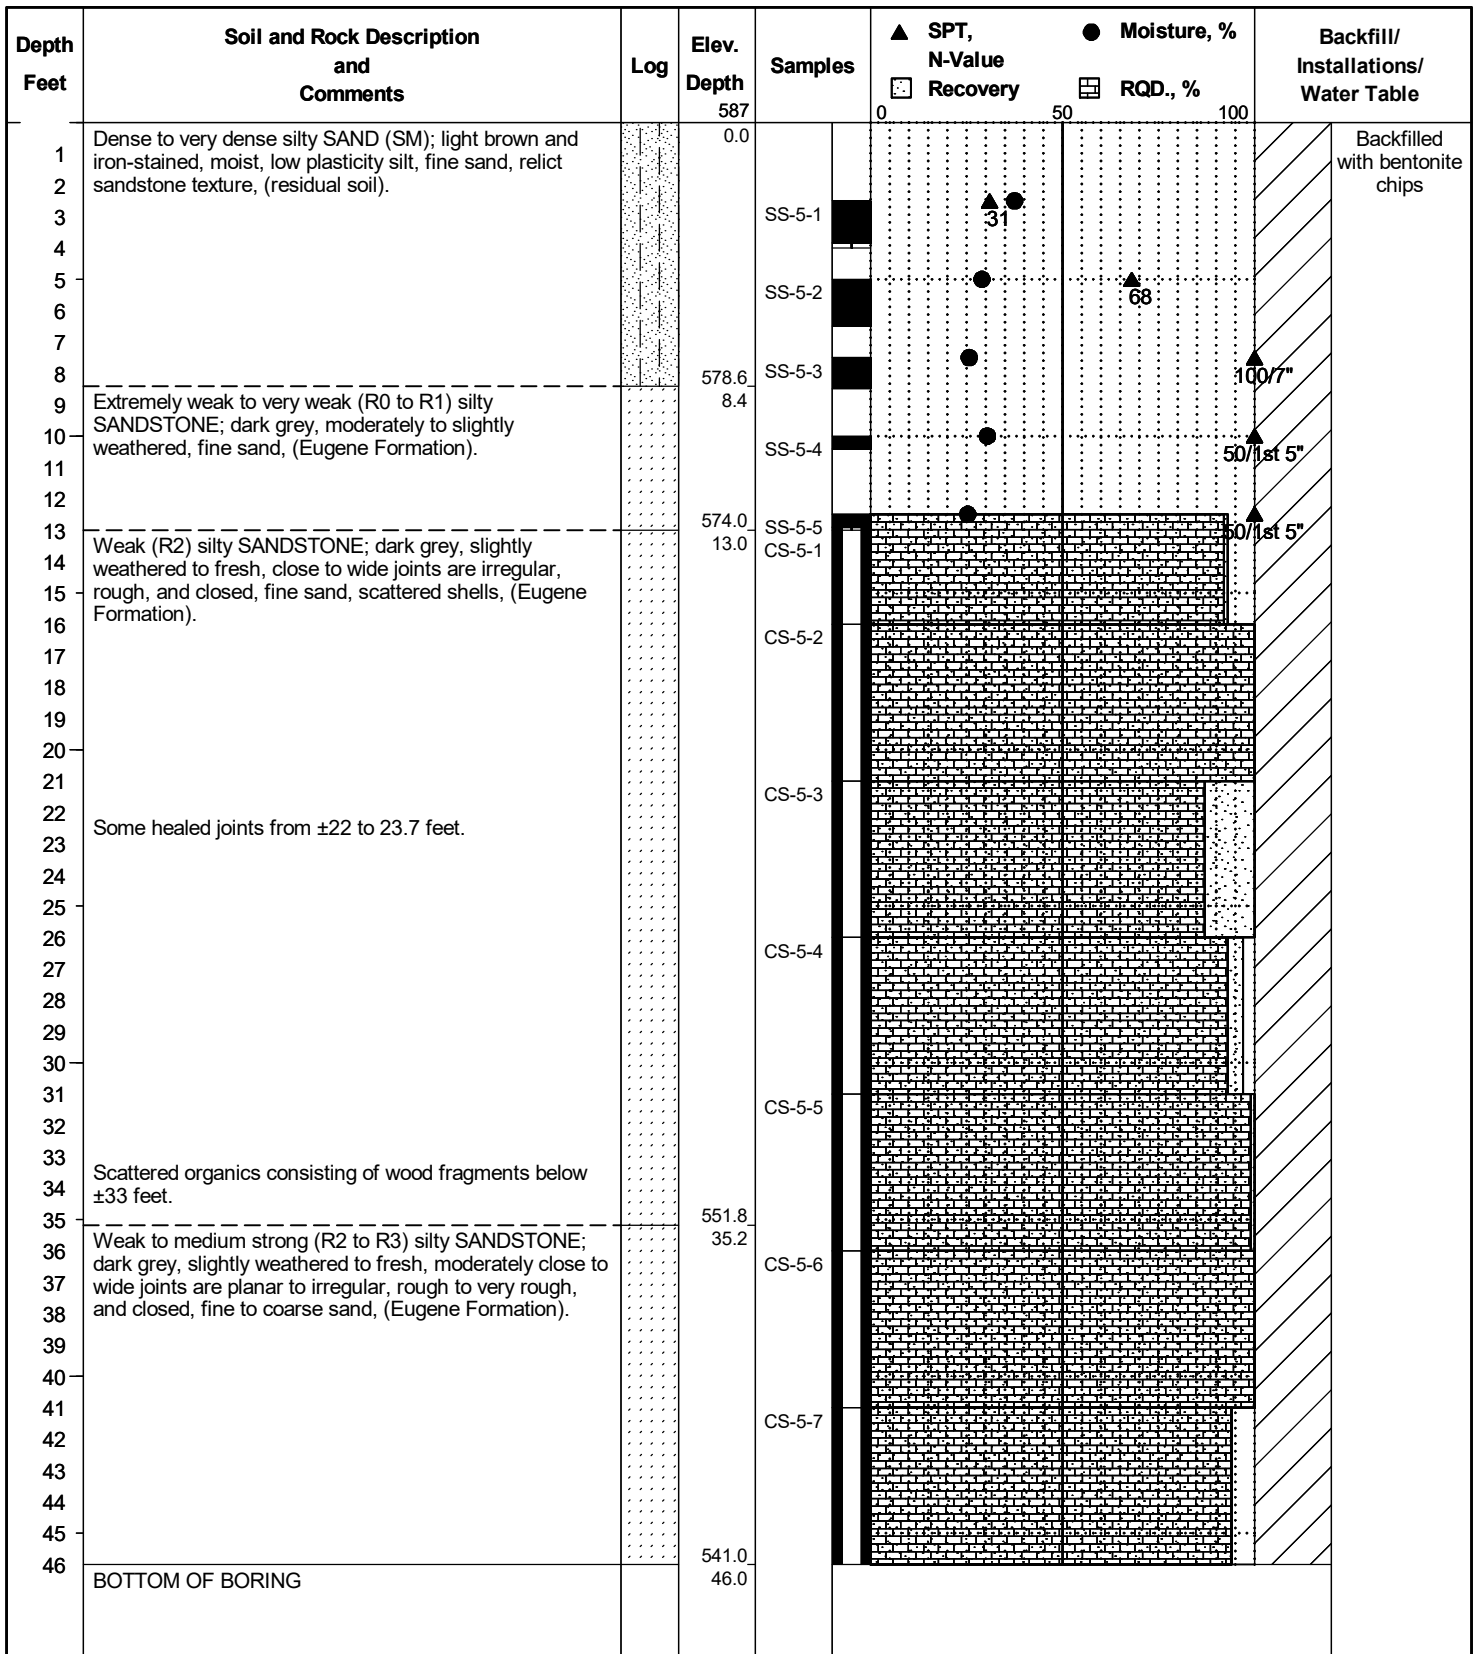 Depth
Feet
Soil and Rock Description
and
Comments
Log
Elev.
Depth
587
Samples
SPT,
N-Value
Moisture, %
Recovery
RQD., %
0
50
100
Backfill/
Installations/
Water Table
Dense to very dense silty SAND (SM); light brown and
iron-stained, moist, low plasticity silt, fine sand, relict
sandstone texture, (residual soil).
0.0
Backfilled
with bentonite
chips
1
2
3
4
5
6
7
8
SS-5-1
31
SS-5-2
68
SS-5-3
100/7"
578.6
8.4
Extremely weak to very weak (R0 to R1) silty
SANDSTONE; dark grey, moderately to slightly
weathered, fine sand, (Eugene Formation).
9
10
11
12
SS-5-4
50/1st 5"
SS-5-5
50/1st 5"
574.0
13.0
13
CS-5-1
Weak (R2) silty SANDSTONE; dark grey, slightly
weathered to fresh, close to wide joints are irregular,
rough, and closed, fine sand, scattered shells, (Eugene
Formation).
14
15
16
CS-5-2
17
18
19
20
21
CS-5-3
22
Some healed joints from ±22 to 23.7 feet.
23
24
25
26
CS-5-4
27
28
29
30
31
CS-5-5
32
33
Scattered organics consisting of wood fragments below
±33 feet.
34
35
551.8
35.2
Weak to medium strong (R2 to R3) silty SANDSTONE;
dark grey, slightly weathered to fresh, moderately close to
wide joints are planar to irregular, rough to very rough,
and closed, fine to coarse sand, (Eugene Formation).
36
CS-5-6
37
38
39
40
41
CS-5-7
42
43
44
45
46
541.0
46.0
BOTTOM OF BORING